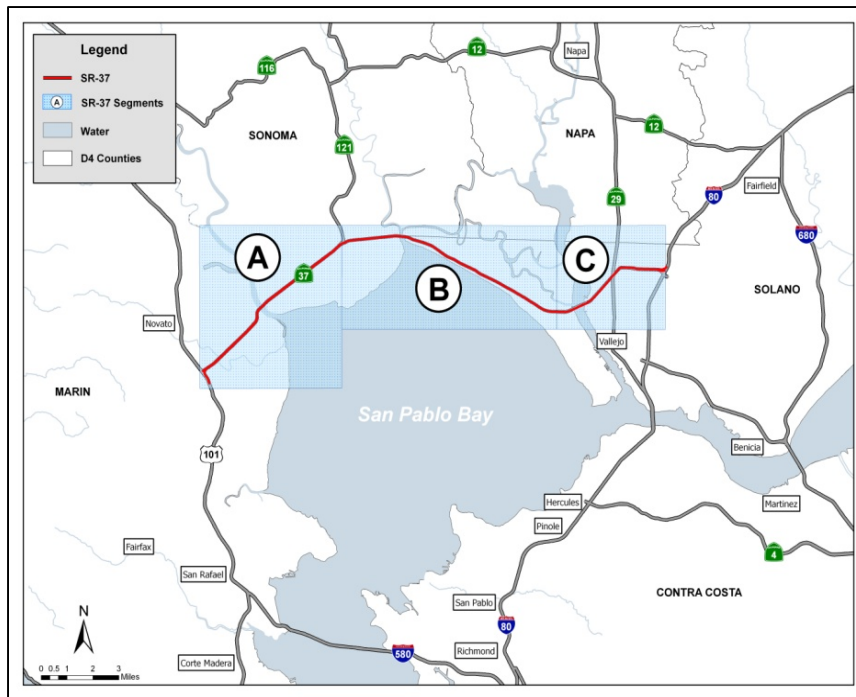 Legend
SR-37
A SR-37 Segments
Water
D4 Counties
12
Napa
116
SONOMA
121
NAPA
12
29
80
Fairfield
680
A
37
B
C
SOLANO
Novato
Vallejo
MARIN
San Pablo Bay
101
Benicia
Hercules
Martinez
Pinole
4
Fairfax
San Rafael
CONTRA COSTA
San Pablo
80
N
Richmond
580
Corte Madera
0 0.5 1 2 3
Miles